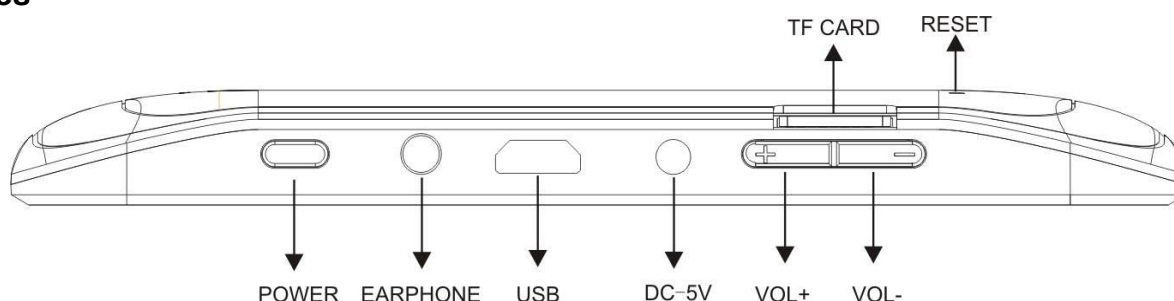 TF CARD RESET
+ −
POWER EARPHONE USB DC-5V VOL+ VOL-